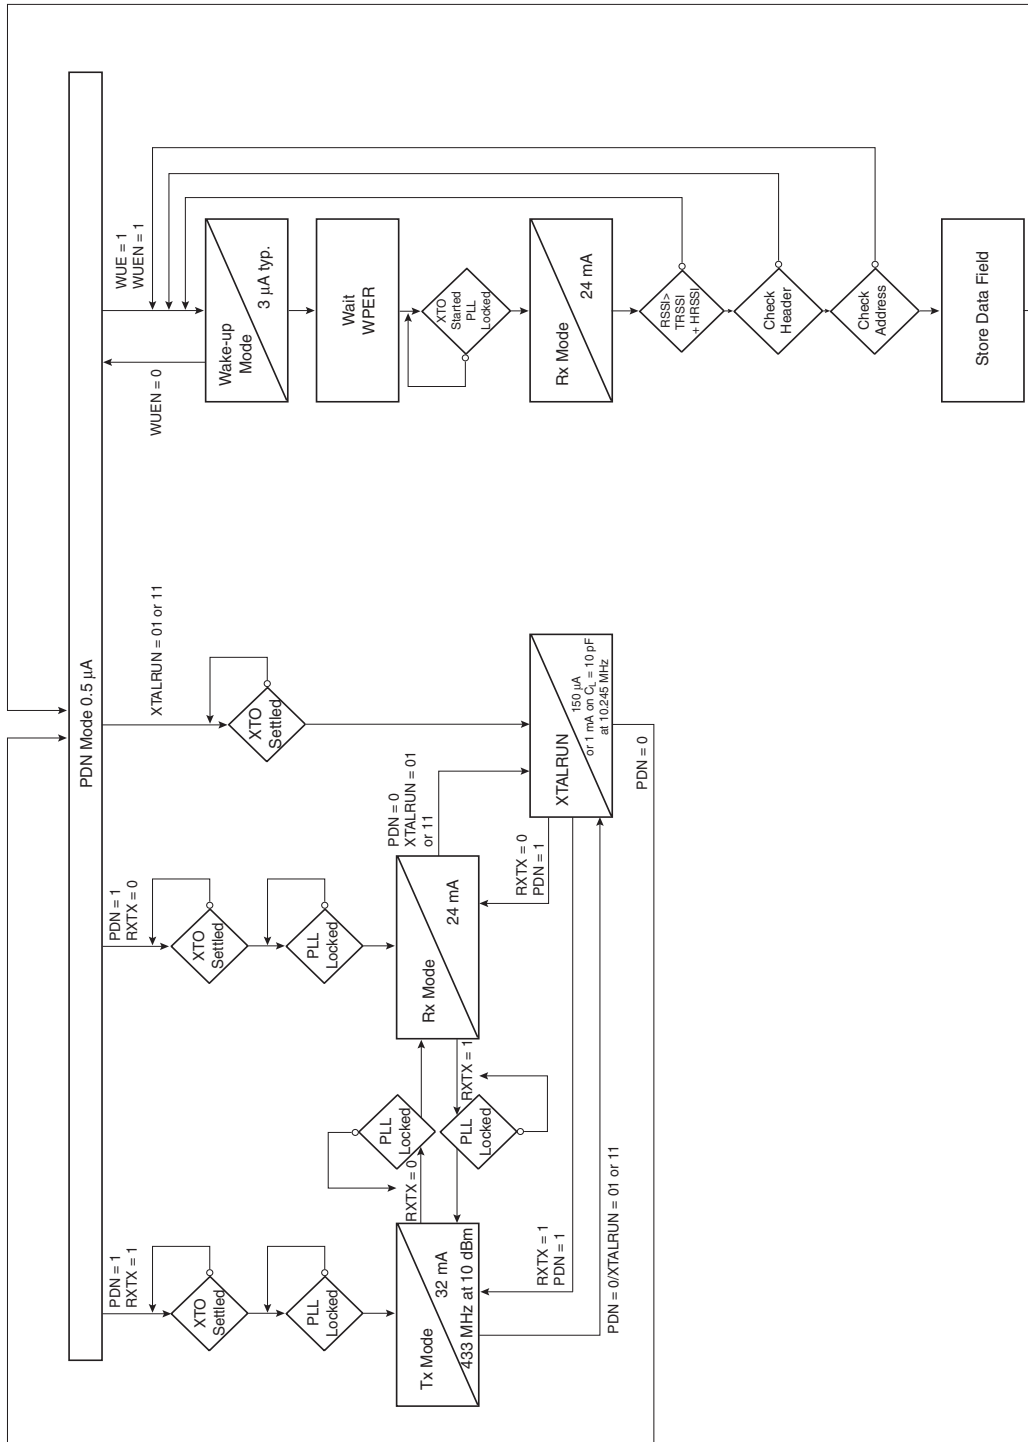 PDN Mode 0.5 µA
PDN = 1
RXTX = 1
XTO
Settled
PLL
Locked
Tx Mode
32 mA
433 MHz at 10 dBm
RXTX = 0
PLL
Locked
RXTX = 1
PLL
Locked
PDN = 1
RXTX = 0
XTO
Settled
PLL
Locked
Rx Mode
24 mA
PDN = 0
XTALRUN = 01
or 11
RXTX = 0
PDN = 1
RXTX = 1
PDN = 1
PDN = 0/XTALRUN = 01 or 11
XTALRUN = 01 or 11
XTO
Settled
XTALRUN
150 µA
or 1 mA on CL = 10 pF
at 10.245 MHz
PDN = 0
WUEN = 0
WUE = 1
WUEN = 1
Wake-up
Mode
3 µA typ.
Wait
WPER
XTO
Started
PLL
Locked
Rx Mode
24 mA
RSSI>
TRSSI
+ HRSSI
Check
Header
Check
Address
Store Data Field